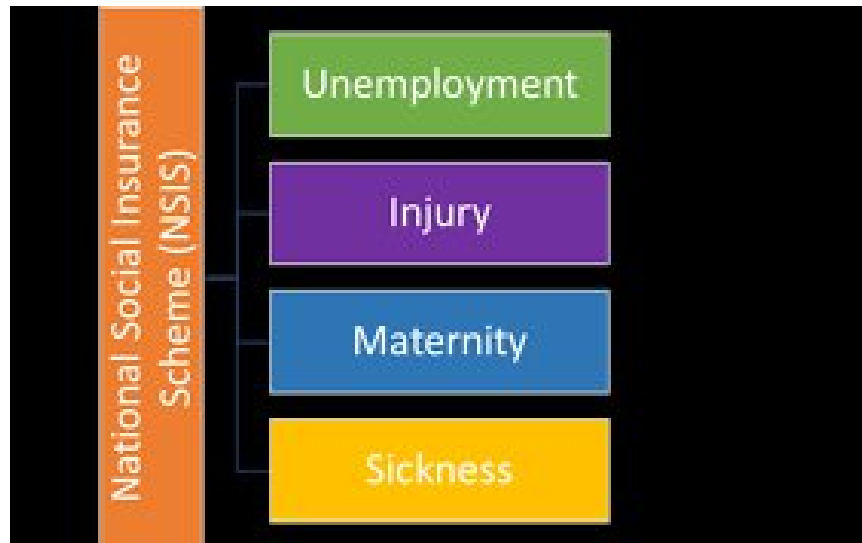 National Social Insurance
Scheme (NSIS)
Unemployment
Injury
Maternity
Sickness